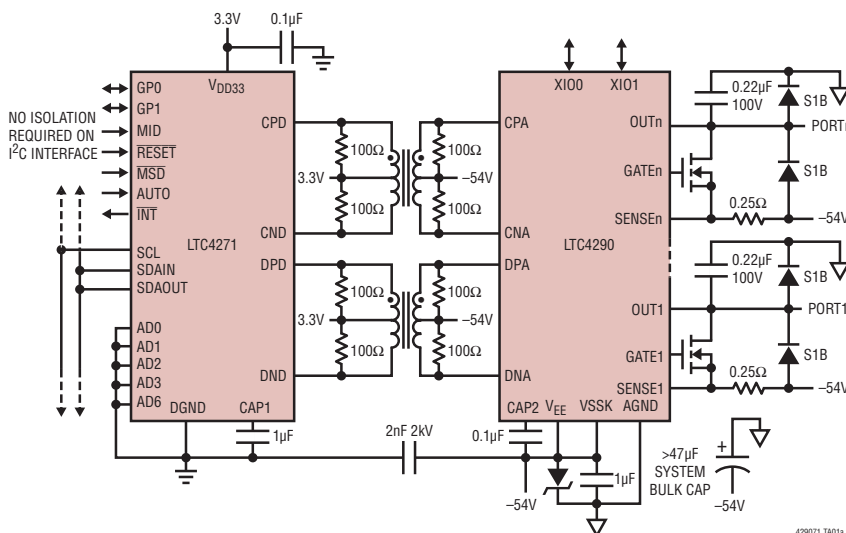 3.3V
0.1µF
VDD33
XIO0
XIO1
GP0
GP1
MID
RESET
MSD
AUTO
INT
NO ISOLATION
REQUIRED ON
I2C INTERFACE
SCL
SDAIN
SDAOUT
AD0
AD1
AD2
AD3
AD6
LTC4271
CPD
CND
DPD
DND
DGND
CAP1
1µF
100Ω
100Ω
3.3V
100Ω
100Ω
–54V
100Ω
100Ω
3.3V
100Ω
100Ω
–54V
2nF 2kV
CPA
CNA
DPA
DNA
LTC4290
OUTn
GATEn
SENSEn
OUT1
GATE1
SENSE1
CAP2
VEE
VSSK
AGND
0.1µF
–54V
1µF
0.22µF
100V
S1B
PORTn
S1B
0.25Ω
–54V
0.22µF
100V
S1B
PORT1
S1B
0.25Ω
–54V
>47µF
SYSTEM
BULK CAP
+
–54V
429071 TA01a